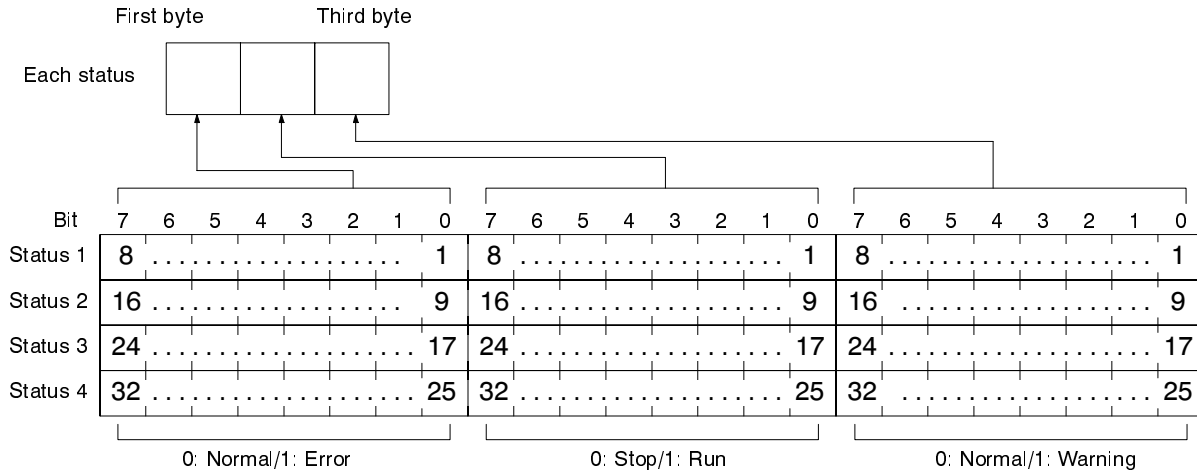 First byte Third byte
Each status
Bit 7 6 5 4 3 2 1 0 7 6 5 4 3 2 1 0 7 6 5 4 3 2 1 0
Status 1 8 . . . . . . . . . . . . . . . . . . . 1 8 . . . . . . . . . . . . . . . . . . . . 1 8 . . . . . . . . . . . . . . . . . . . . 1
Status 2 16 . . . . . . . . . . . . . . . . . . . 9 16 . . . . . . . . . . . . . . . . . . . . 9 16 . . . . . . . . . . . . . . . . . . . 9
Status 3 24 . . . . . . . . . . . . . . . . . . . . 17 24 . . . . . . . . . . . . . . . . . . . . 17 24 . . . . . . . . . . . . . . . . . . . 17
Status 4 32 . . . . . . . . . . . . . . . . . . . . 25 32 . . . . . . . . . . . . . . . . . . . . 25 32 . . . . . . . . . . . . . . . . . . . 25
0: Normal/1: Error 0: Stop/1: Run 0: Normal/1: Warning